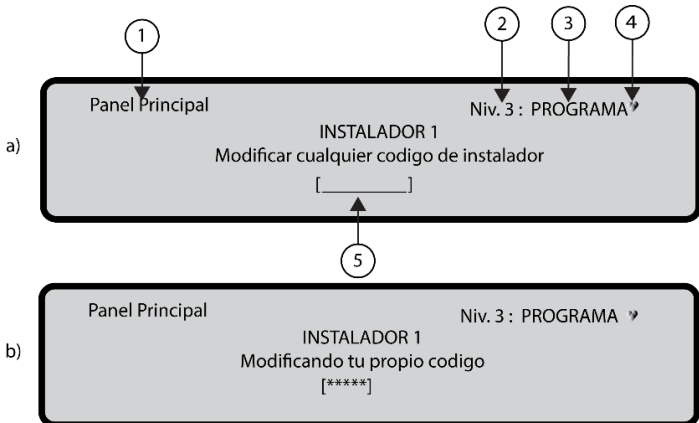 1 2 3 4
a)
Panel Principal Niv. 3 : PROGRAMA
INSTALADOR 1
Modificar cualquier codigo de instalador
[_________]
5
b)
Panel Principal Niv. 3 : PROGRAMA
INSTALADOR 1
Modificando tu propio codigo
[*****]